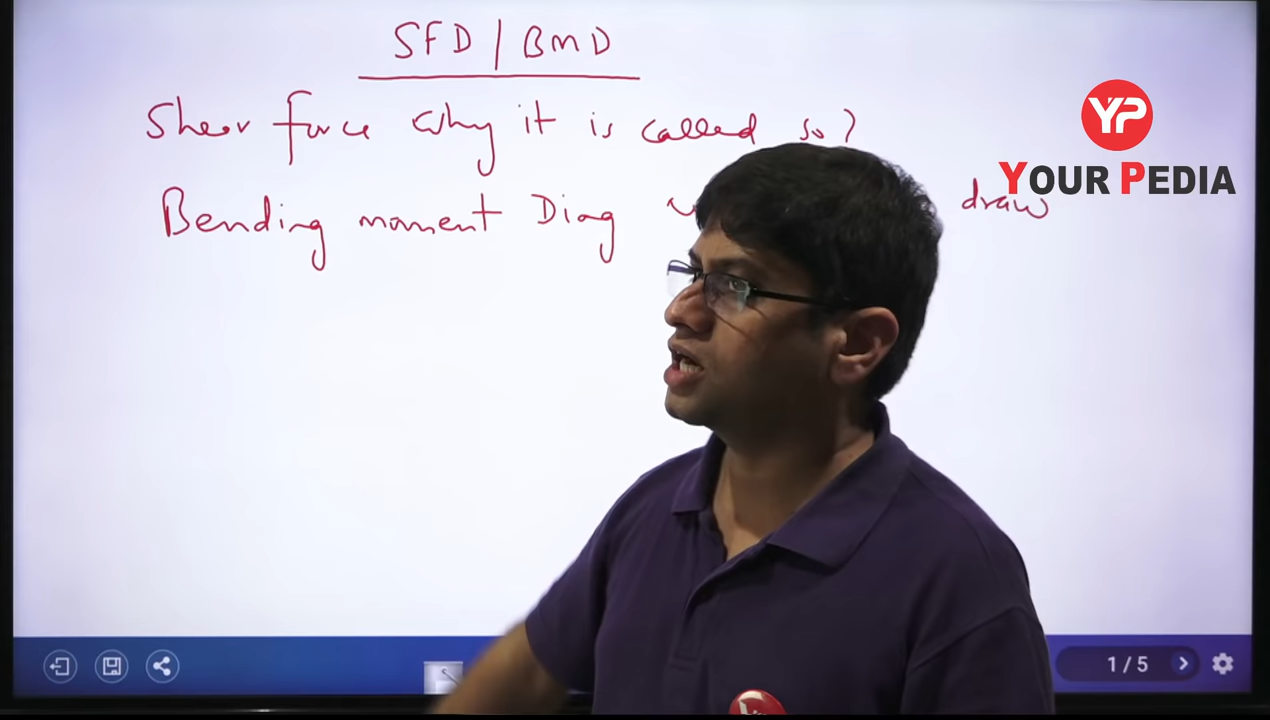 SFD | BMD
Shear force why it is called so?
Bending moment Diag draw
YP
YOUR PEDIA
1 / 5